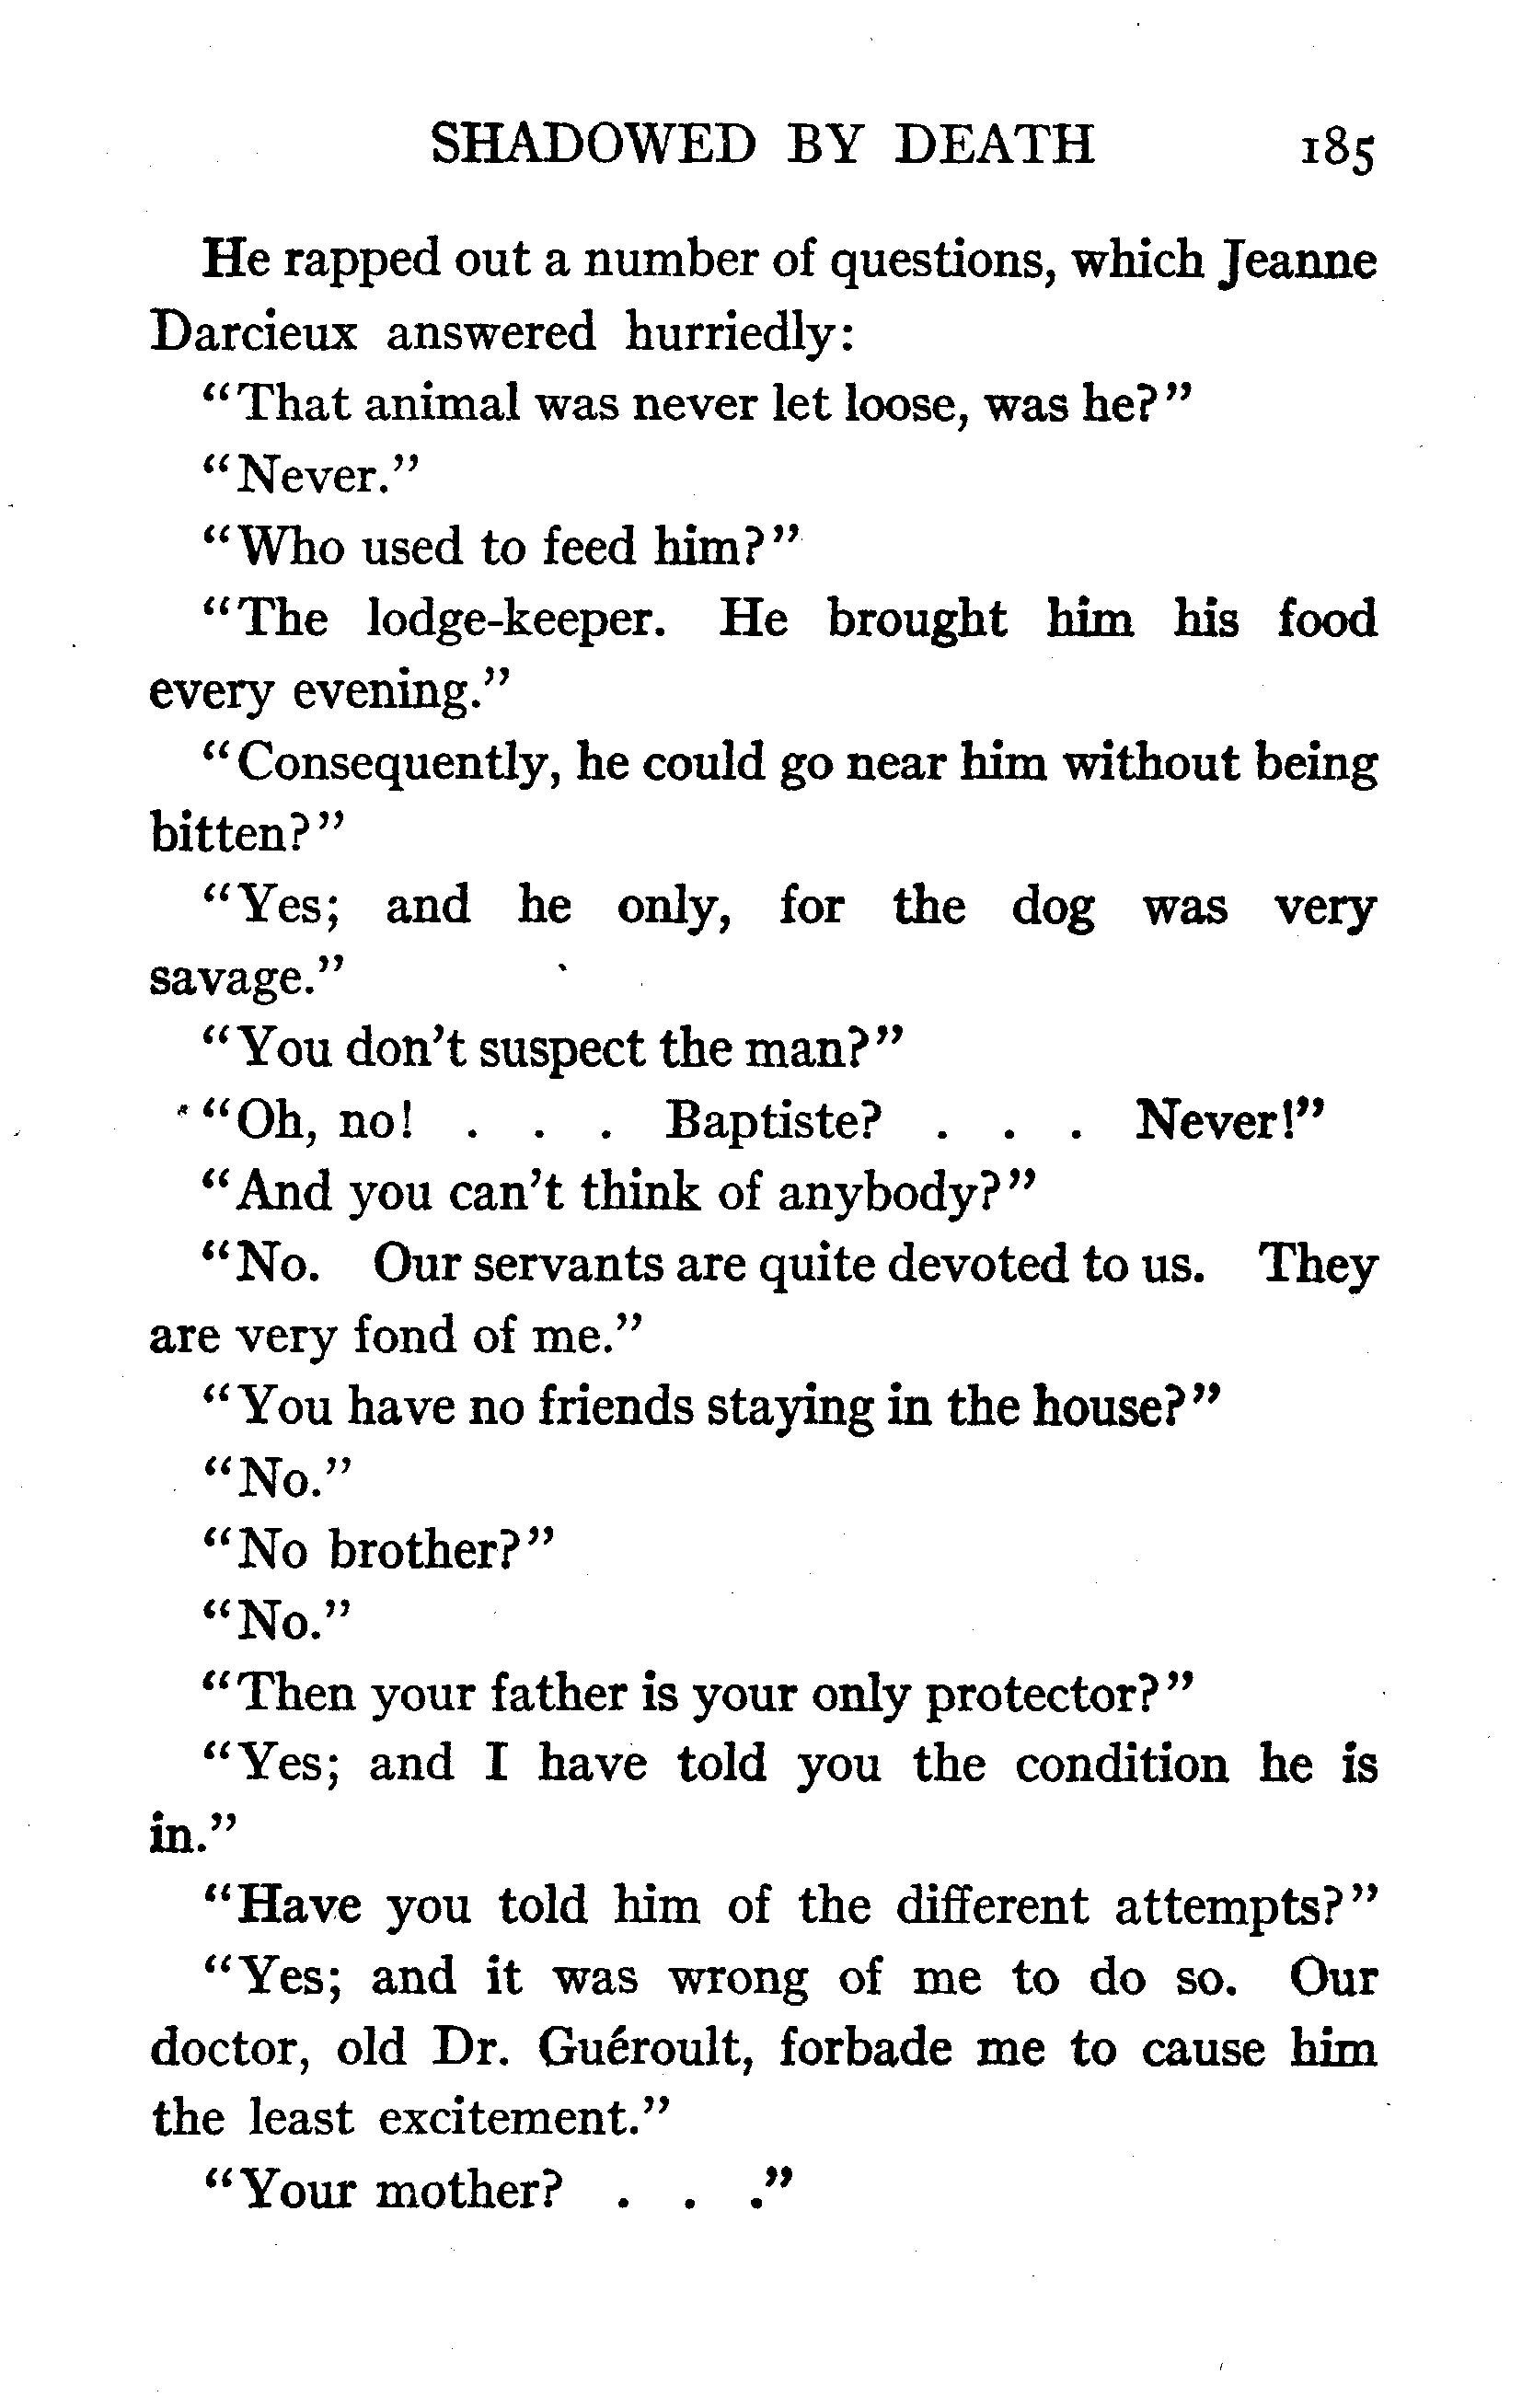 SHADOWED BY DEATH 185
He rapped out a number of questions, which Jeanne
Darcieux answered hurriedly:
“That animal was never let loose, was he?”
“Never.”
“Who used to feed him?”
“The lodge-keeper. He brought him his food
every evening.”
“Consequently, he could go near him without being
bitten?”
“Yes; and he only, for the dog was very
savage.”
“You don’t suspect the man?”
“Oh, no! . . . Baptiste? . . . Never!”
“And you can’t think of anybody?”
“No. Our servants are quite devoted to us. They
are very fond of me.”
“You have no friends staying in the house?”
“No.”
“No brother?”
“No.”
“Then your father is your only protector?”
“Yes; and I have told you the condition he is
in.”
“Have you told him of the different attempts?”
“Yes; and it was wrong of me to do so. Our
doctor, old Dr. Guéroult, forbade me to cause him
the least excitement.”
“Your mother? . . .”